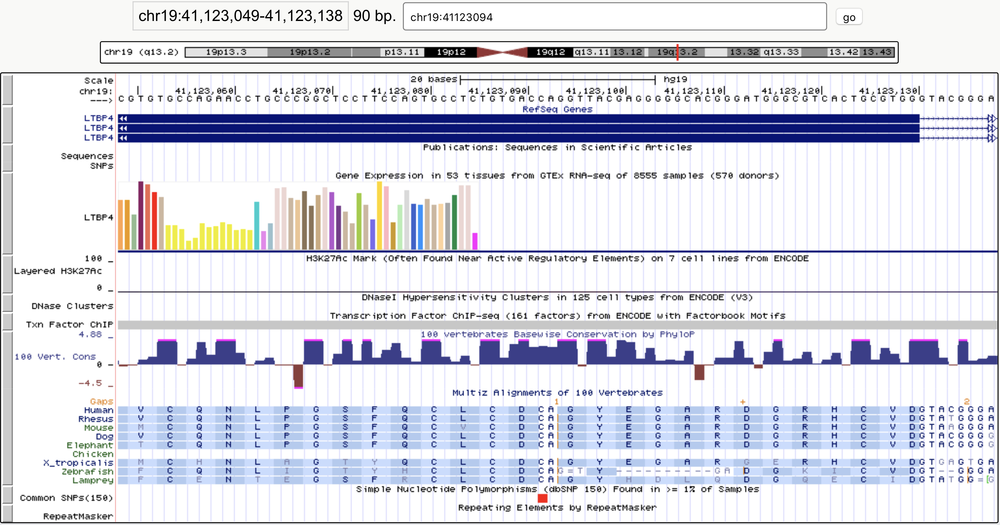 chr19:41,123,049-41,123,138 90 bp. chr19:41123094 go
chr19 (q13.2) 19p13.3 19p13.2 p13.11 19p12 19q12 q13.11 13.12 19q13.2 13.32 q13.33 13.42 13.43
Scale 20 bases hg19
chr19: 41,123,060 41,123,070 41,123,080 41,123,090 41,123,100 41,123,110 41,123,120 41,123,130
---> C G T G T G C C A G A A C C T G C C C G G C T C C T T C C A G T G C C T C T G T G A C C A G G T T A C G A G G G G G C A C G G G A T G G G C G T C A C T G C G T G G G T A C G G G A
RefSeq Genes
LTBP4
LTBP4
LTBP4
Publications: Sequences in Scientific Articles
Sequences
SNPs
Gene Expression in 53 tissues from GTEx RNA-seq of 8555 samples (570 donors)
LTBP4
H3K27Ac Mark (Often Found Near Active Regulatory Elements) on 7 cell lines from ENCODE
100 _
Layered H3K27Ac
0 _
DNaseI Hypersensitivity Clusters in 125 cell types from ENCODE (V3)
DNase Clusters
Transcription Factor ChIP-seq (161 factors) from ENCODE with Factorbook Motifs
Txn Factor ChIP
100 vertebrates Basewise Conservation by PhyloP
4.88 _
100 Vert. Cons
0 _
-4.5 _
Multiz Alignments of 100 Vertebrates
Gaps 1 + 2
Human V C Q N L P G S F Q C L C D C A G Y E G A R D G R H C V D G T A C G G G A
Rhesus V C Q N L P G S F Q C L C D C A G Y E G A R D G R H C V D G T A T G G G A
Mouse M C Q N L P G S F Q C V C D C A G Y E G A R D G R H C V D G T A A G G G A
Dog V C Q N L P G S F Q C L C D C A G Y E G A R D G R H C V D G T A C G G G G
Elephant T C Q N L P G S F Q C L C D C A G Y E G A R D G R H C V D G T A C G G G G
Chicken
X_tropicalis M C H N L A G T Y Q C L C D C A G Y E G A R G E R H C V D G T G A G T G A
Zebrafish F C Q N L I G T Y H C L C D C A G = T Y - - - - - - - - - - G A D G K I C V D G T - - G G G A
Lamprey F C E N T E G S F R C L C D C A G Y H D L Q D G Q E C I D G T A T G G = [ G
Simple Nucleotide Polymorphisms (dbSNP 150) Found in >= 1% of Samples
Common SNPs(150)
Repeating Elements by RepeatMasker
RepeatMasker